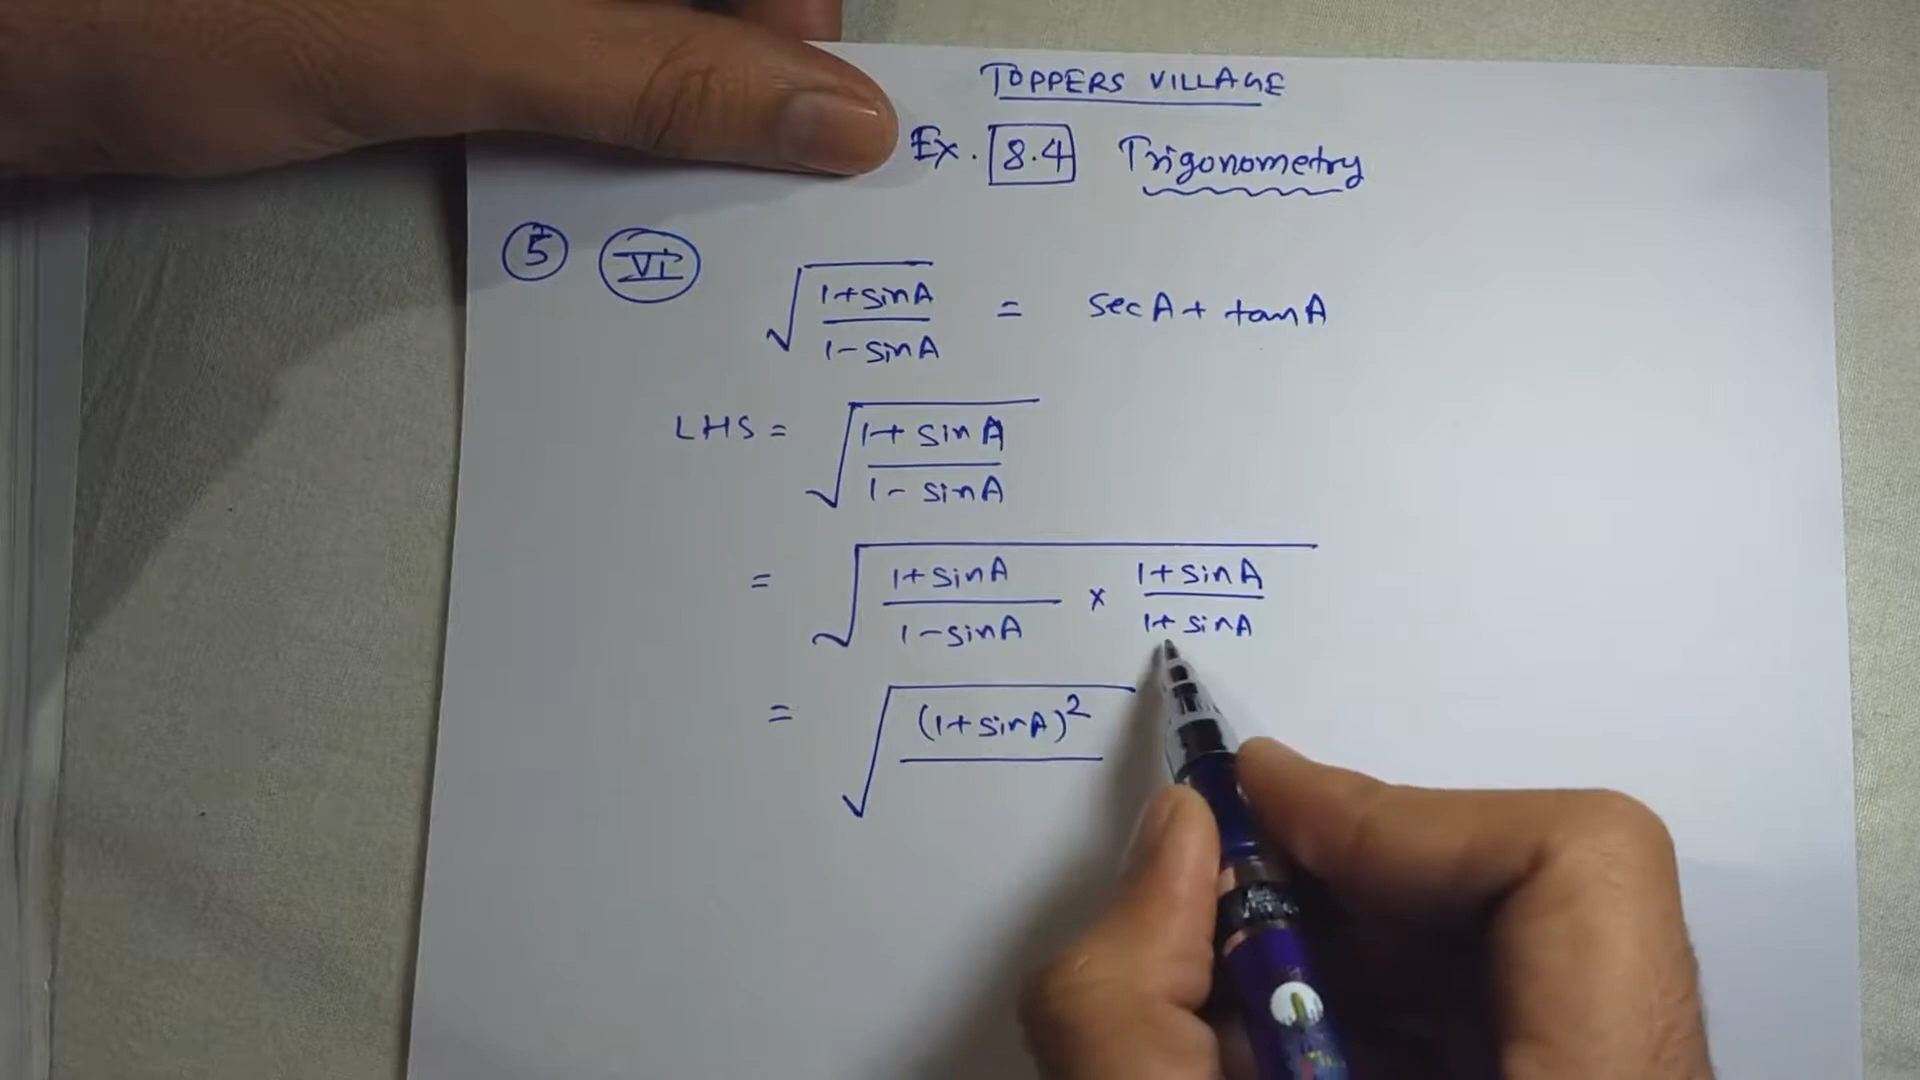 TOPPERS VILLAGE
Ex. 8.4 Trigonometry
5 VI
√(1+sinA / 1-sinA) = secA + tanA
LHS = √(1+ sinA / 1- sinA)
= √(1+sinA / 1-sinA × 1+sinA / 1+sinA)
= √((1+sinA)²